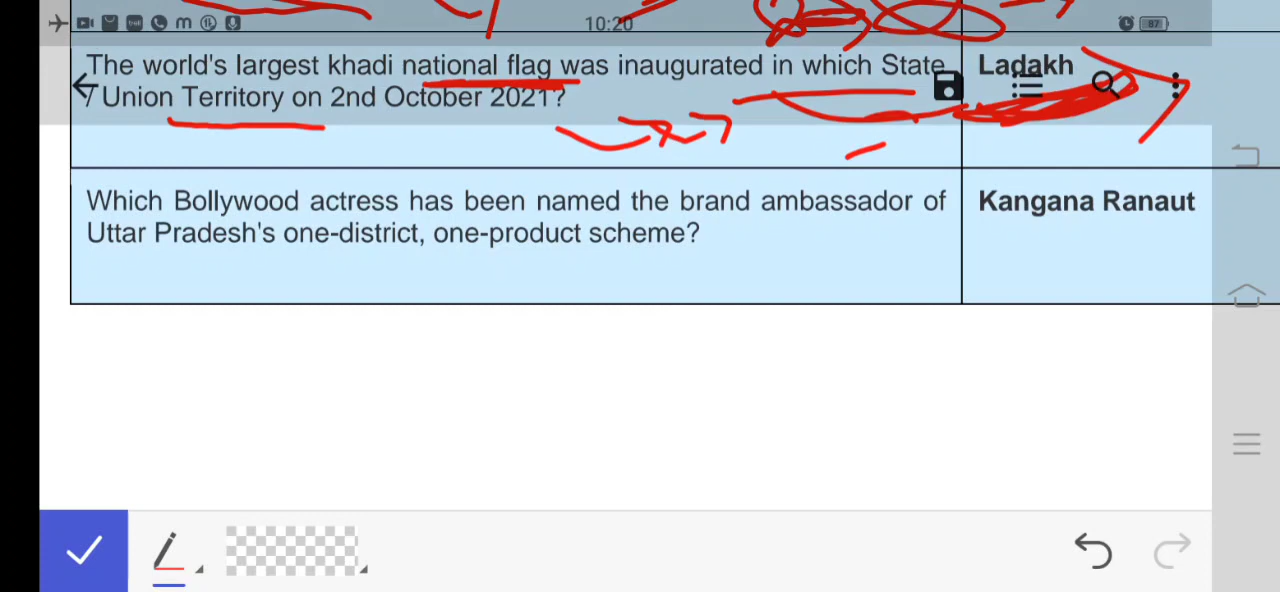 10:20
87
The world's largest khadi national flag was inaugurated in which State
/ Union Territory on 2nd October 2021?
Ladakh
Which Bollywood actress has been named the brand ambassador of
Uttar Pradesh's one-district, one-product scheme?
Kangana Ranaut